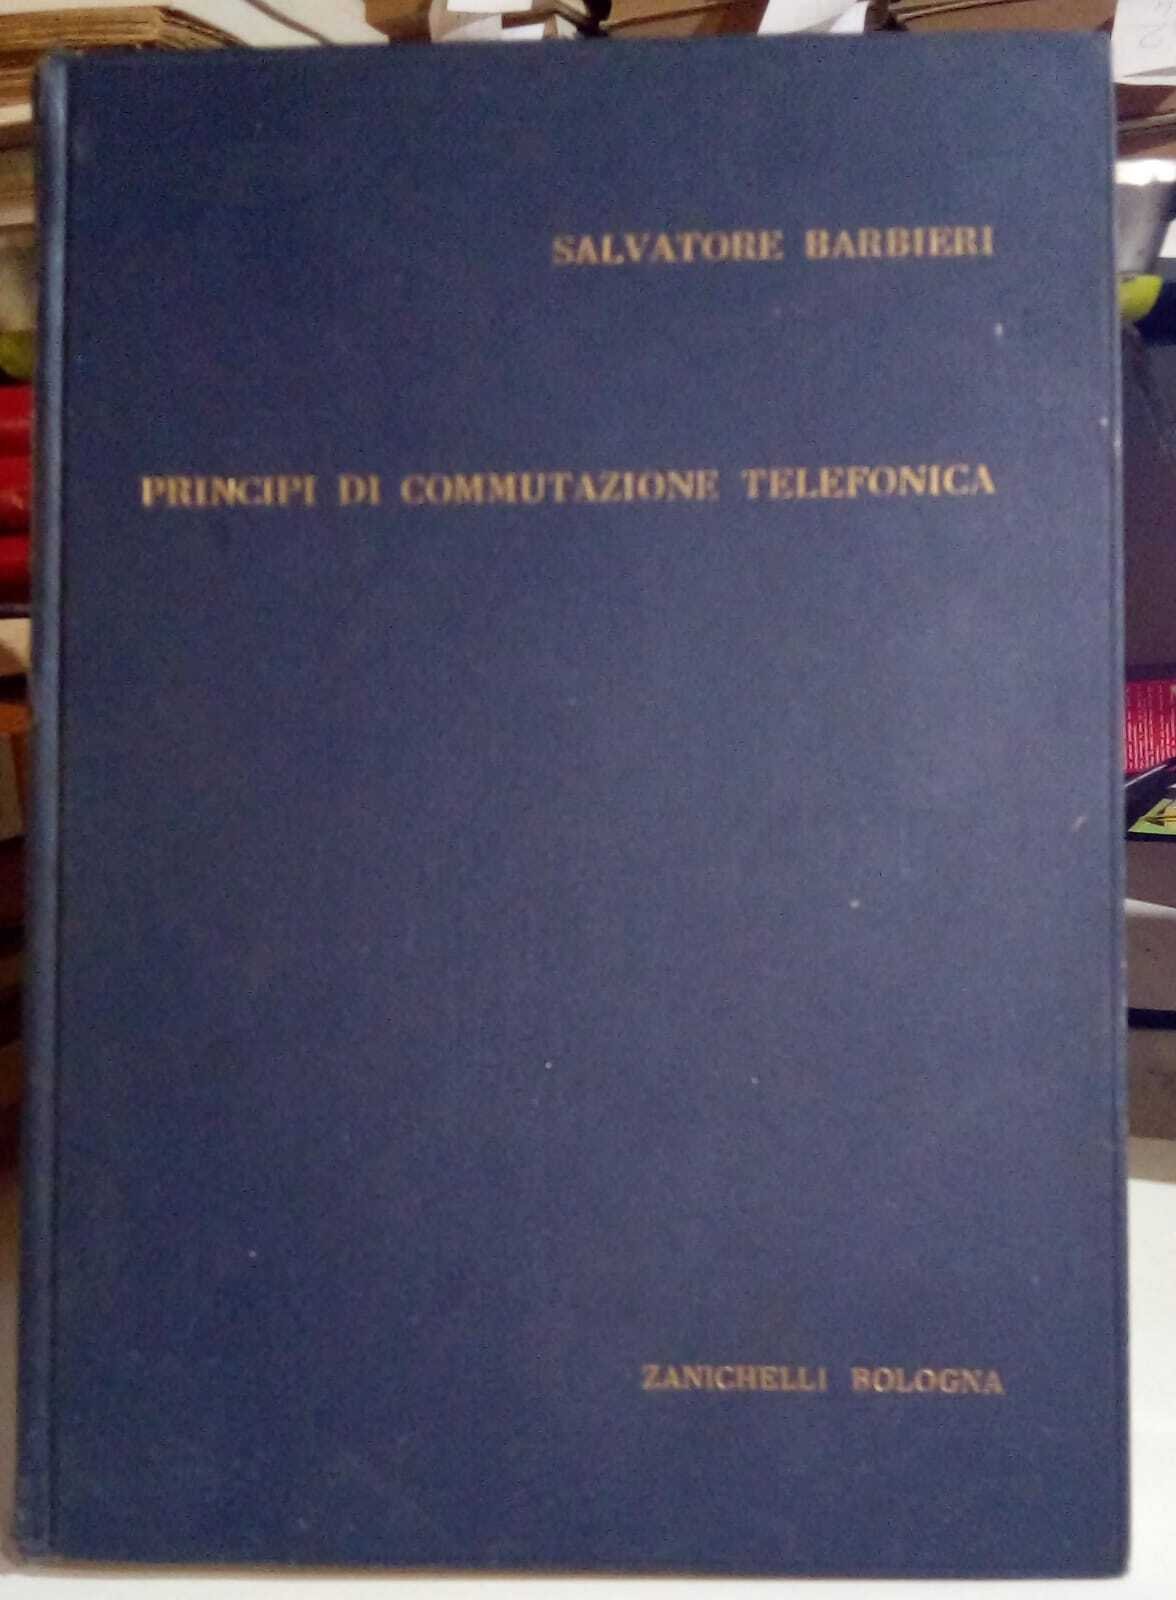 SALVATORE BARBIERI
PRINCIPI DI COMMUTAZIONE TELEFONICA
ZANICHELLI BOLOGNA